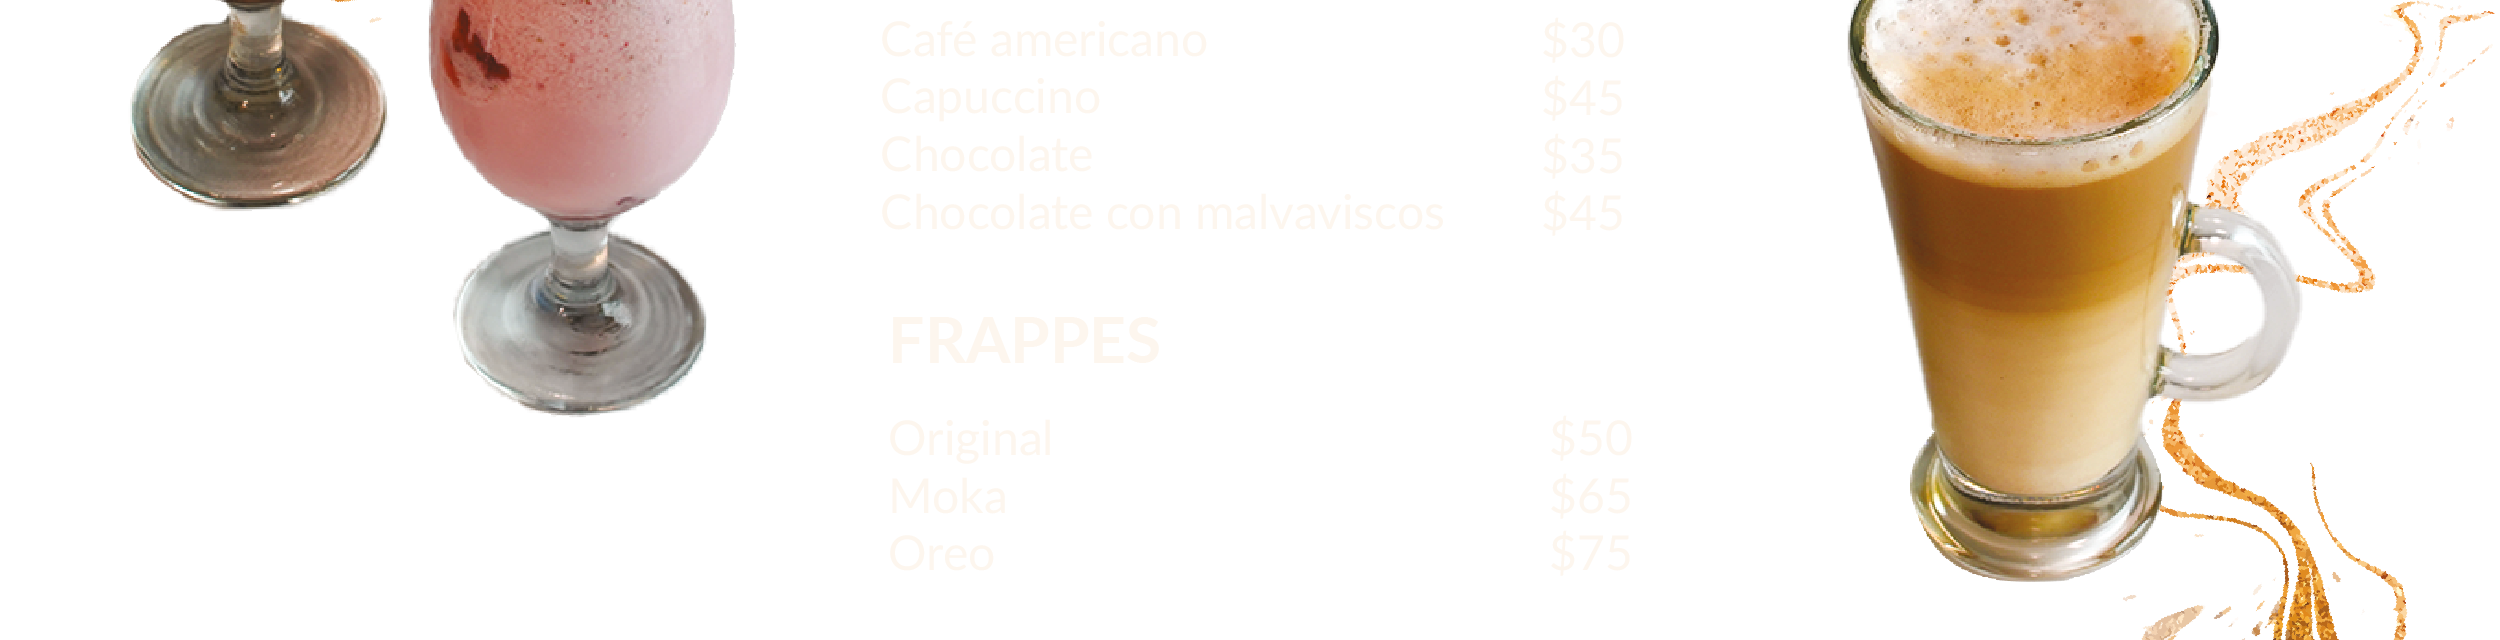 Café americano $30
Capuccino $45
Chocolate $35
Chocolate con malvaviscos $45
FRAPPES
Original $50
Moka $65
Oreo $75